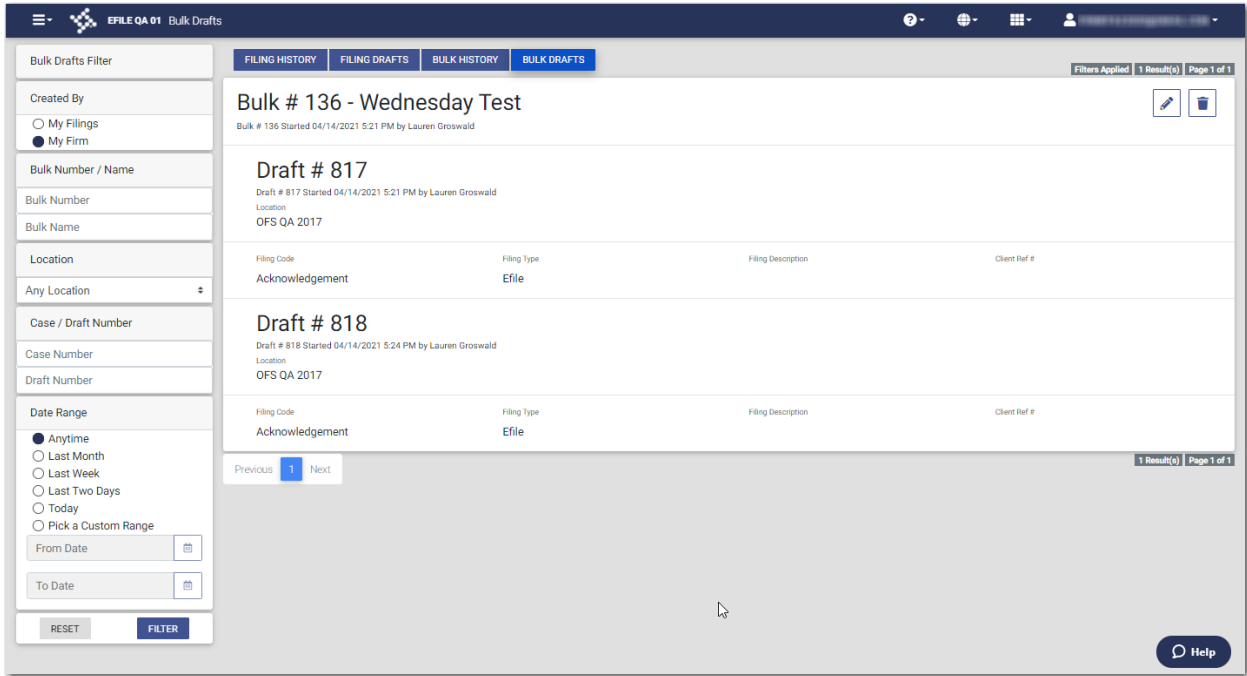 EFILE QA 01 Bulk Drafts
Bulk Drafts Filter
Created By
My Filings
My Firm
Bulk Number / Name
Bulk Number
Bulk Name
Location
Any Location
Case / Draft Number
Case Number
Draft Number
Date Range
Anytime
Last Month
Last Week
Last Two Days
Today
Pick a Custom Range
From Date
To Date
RESET FILTER
FILING HISTORY FILING DRAFTS BULK HISTORY BULK DRAFTS
Filters Applied 1 Result(s) Page 1 of 1
Bulk # 136 - Wednesday Test
Bulk # 136 Started 04/14/2021 5:21 PM by Lauren Groswald
Draft # 817
Draft # 817 Started 04/14/2021 5:21 PM by Lauren Groswald
Location
OFS QA 2017
Filing Code Filing Type Filing Description Client Ref #
Acknowledgement Efile
Draft # 818
Draft # 818 Started 04/14/2021 5:24 PM by Lauren Groswald
Location
OFS QA 2017
Filing Code Filing Type Filing Description Client Ref #
Acknowledgement Efile
Previous 1 Next
1 Result(s) Page 1 of 1
Help